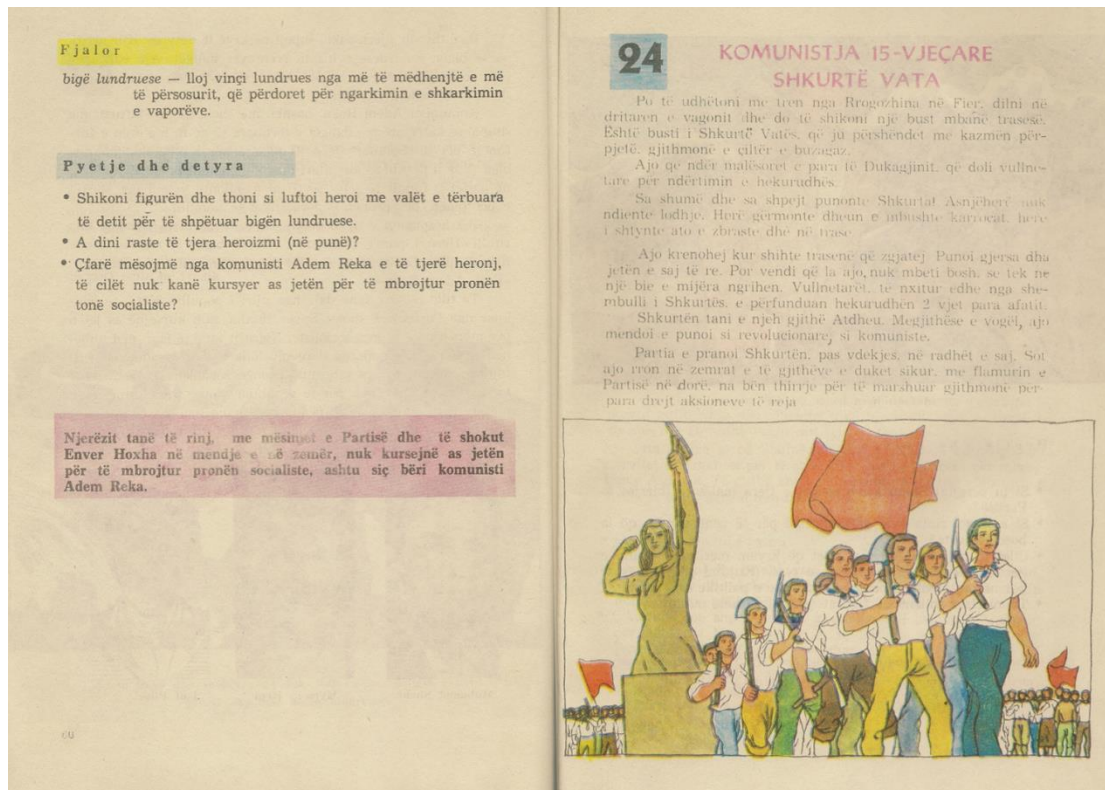 Fjalor
bigë lundruese — lloj vinçi lundrues nga më të mëdhenjtë e më
të përsosurit, që përdoret për ngarkimin e shkarkimin
e vaporëve.
Pyetje dhe detyra
• Shikoni figurën dhe thoni si luftoi heroi me valët e tërbuara
të detit për të shpëtuar bigën lundruese.
• A dini raste të tjera heroizmi (në punë)?
• Çfarë mësojmë nga komunisti Adem Reka e të tjerë heronj,
të cilët nuk kanë kursyer as jetën për të mbrojtur pronën
tonë socialiste?
Njerëzit tanë të rinj, me mësimet e Partisë dhe të shokut
Enver Hoxha në mendje e në zemër, nuk kursejnë as jetën
për të mbrojtur pronën socialiste, ashtu siç bëri komunisti
Adem Reka.
60
24
KOMUNISTJA 15-VJEÇARE
SHKURTË VATA
Po të udhëtoni me tren nga Rrogozhina në Fier, dilni në
dritaren e vagonit dhe do të shikoni një bust mbanë trasesë.
Është busti i Shkurtë Vatës, që ju përshëndet me kazmën për-
pjetë, gjithmonë e çiltër e buzagaz.
Ajo qe ndër malësoret e para të Dukagjinit, që doli vullne-
tare për ndërtimin e hekurudhës.
Sa shumë dhe sa shpejt punonte Shkurta! Asnjëherë nuk
ndiente lodhje. Herë gërmonte dheun e mbushte karrocat, herë
i shtynte ato e zbraste dhe në trase.
Ajo krenohej kur shihte trasenë që zgjatej. Punoi gjersa dha
jetën e saj të re. Por vendi që la ajo, nuk mbeti bosh, se tek ne
një bie e mijëra ngrihen. Vullnetarët, të nxitur edhe nga she-
mbulli i Shkurtës, e përfunduan hekurudhën 2 vjet para afatit.
Shkurtën tani e njeh gjithë Atdheu. Megjithëse e vogël, ajo
mendoi e punoi si revolucionare, si komuniste.
Partia e pranoi Shkurtën, pas vdekjes, në radhët e saj. Sot
ajo rron në zemrat e të gjithëve e duket sikur, me flamurin e
Partisë në dorë, na bën thirrje për të marshuar gjithmonë për-
para drejt aksioneve të reja